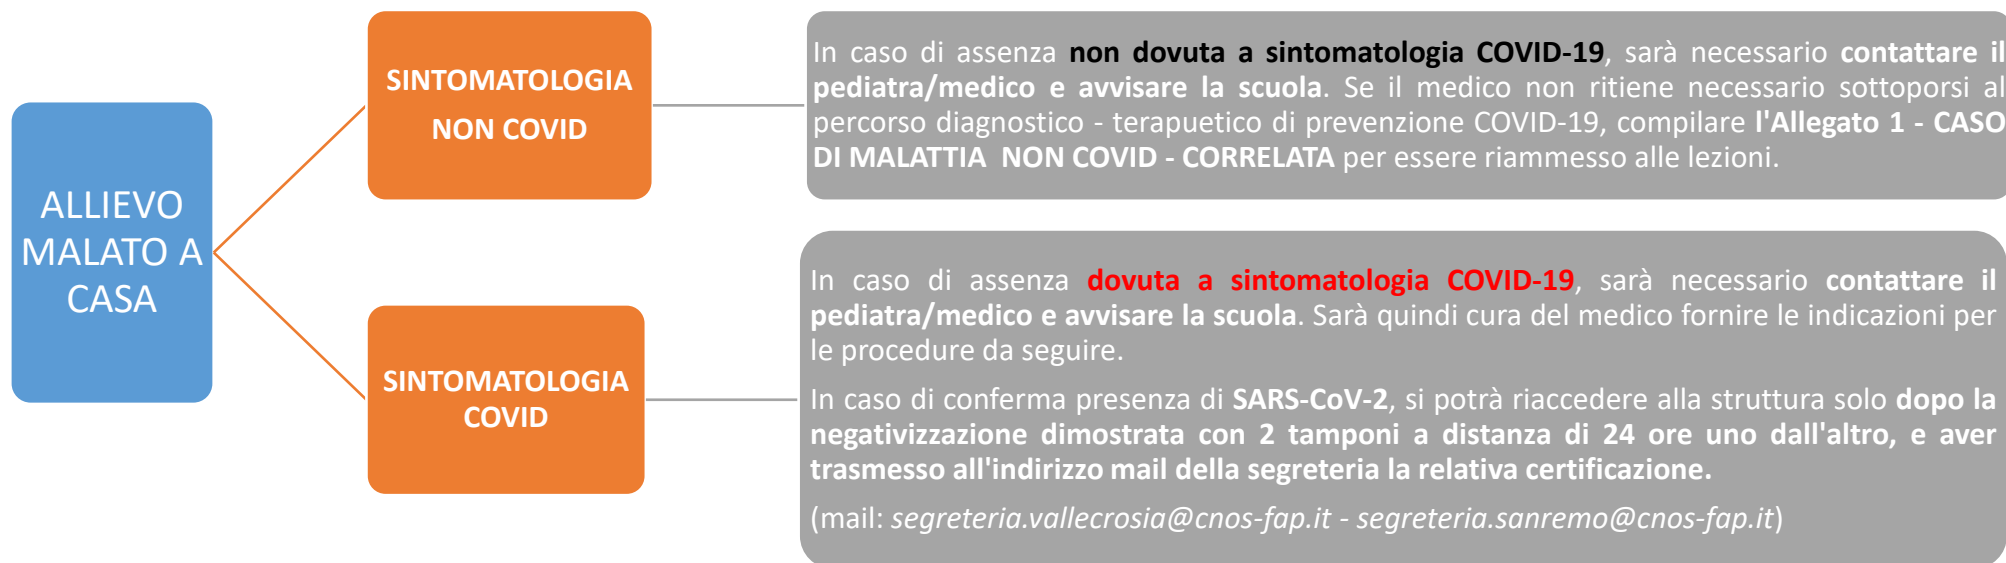 ALLIEVO
MALATO A
CASA
SINTOMATOLOGIA
NON COVID
In caso di assenza non dovuta a sintomatologia COVID-19, sarà necessario contattare il
pediatra/medico e avvisare la scuola. Se il medico non ritiene necessario sottoporsi al
percorso diagnostico - terapuetico di prevenzione COVID-19, compilare l'Allegato 1 - CASO
DI MALATTIA  NON COVID - CORRELATA per essere riammesso alle lezioni.
SINTOMATOLOGIA
COVID
In caso di assenza dovuta a sintomatologia COVID-19, sarà necessario contattare il
pediatra/medico e avvisare la scuola. Sarà quindi cura del medico fornire le indicazioni per
le procedure da seguire.
In caso di conferma presenza di SARS-CoV-2, si potrà riaccedere alla struttura solo dopo la
negativizzazione dimostrata con 2 tamponi a distanza di 24 ore uno dall'altro, e aver
trasmesso all'indirizzo mail della segreteria la relativa certificazione.
(mail: segreteria.vallecrosia@cnos-fap.it - segreteria.sanremo@cnos-fap.it)